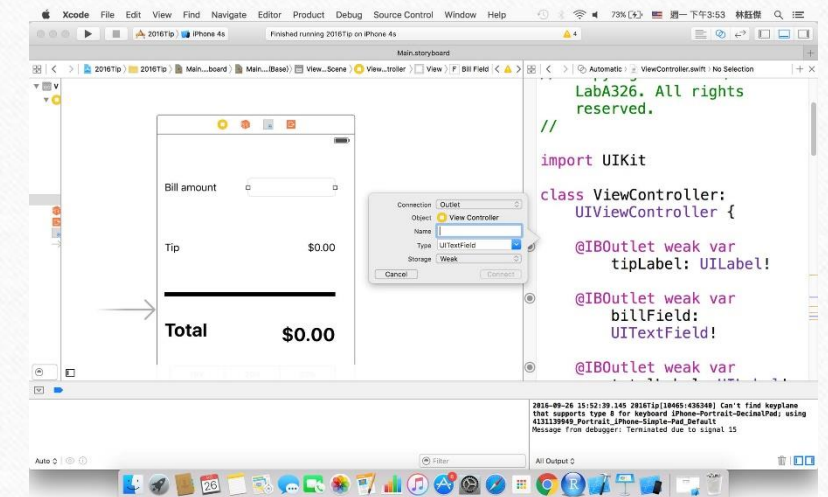 Xcode File Edit View Find Navigate Editor Product Debug Source Control Window Help 73% 週一下午3:53 林鈺傑
2016Tip iPhone 4s Finished running 2016Tip on iPhone 4s 4
Main.storyboard
2016Tip 2016Tip Main....board Main....(Base) View...Scene View...troller View F Bill Field 
Automatic ViewController.swift No Selection
V
LabA326. All rights
reserved.
//
import UIKit
class ViewController:
UIViewController {
@IBOutlet weak var
tipLabel: UILabel!
@IBOutlet weak var
billField:
UITextField!
@IBOutlet weak var
Bill amount
Tip $0.00
Total $0.00
Connection Outlet
Object View Controller
Name
Type UITextField
Storage Weak
Cancel Connect
2016-09-26 15:52:39.145 2016Tip[10465:436340] Can't find keyplane
that supports type 8 for keyboard iPhone-Portrait-DecimalPad; using
4131139949_Portrait_iPhone-Simple-Pad_Default
Message from debugger: Terminated due to signal 15
Auto Filter All Output
26